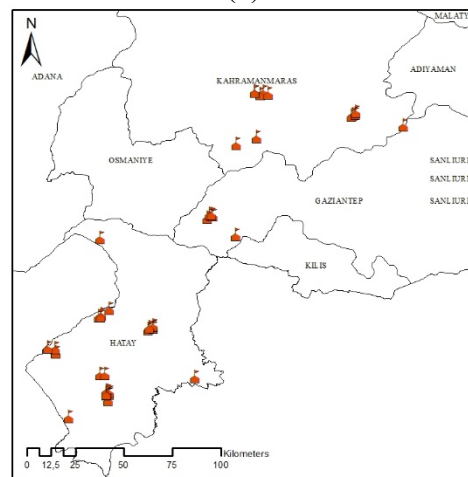 MALATY
N
ADANA
KAHRAMANMARAS
ADIYAMAN
OSMANIYE
SANLIURF
SANLIURF
GAZIANTEP
SANLIURF
KILIS
HATAY
Kilometers
0 12,5 25 50 75 100